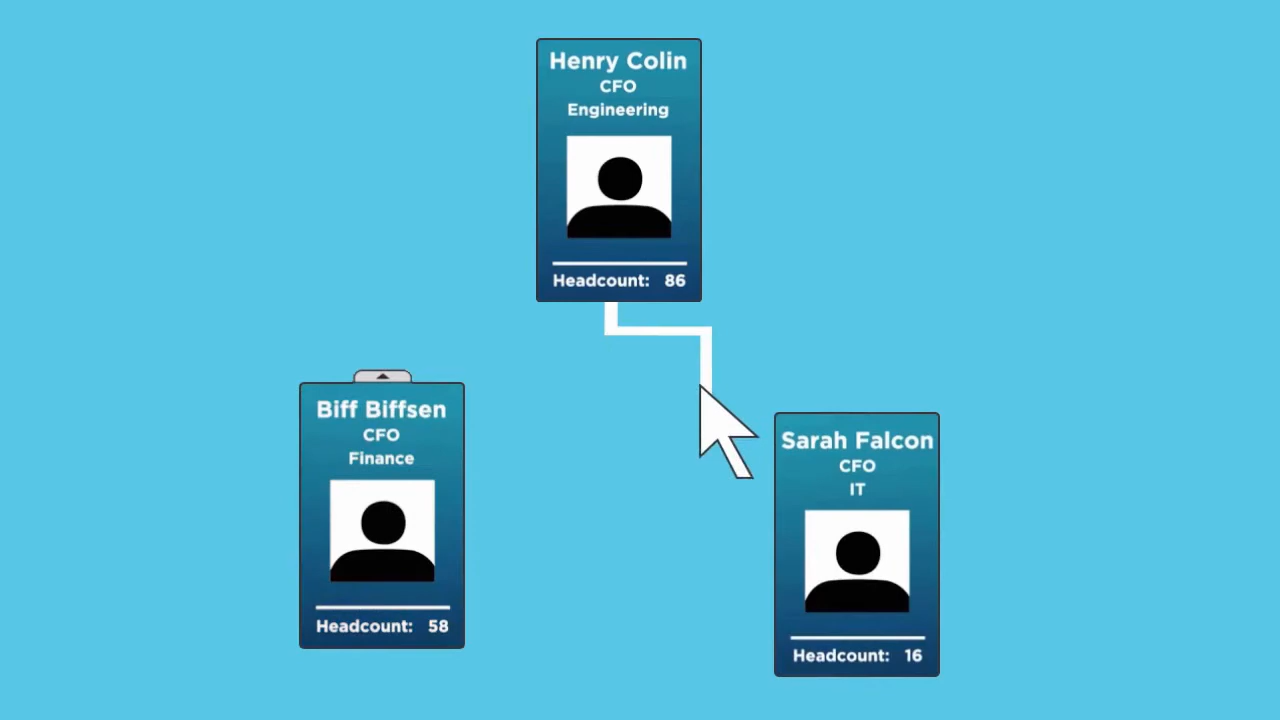 Henry Colin
CFO
Engineering
Headcount: 86
Biff Biffsen
CFO
Finance
Headcount: 58
Sarah Falcon
CFO
IT
Headcount: 16